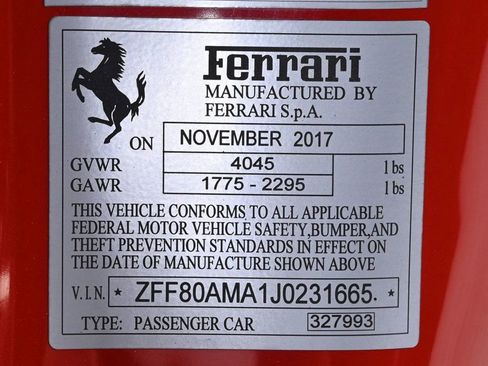 Ferrari
MANUFACTURED BY
FERRARI S.p.A.
ON NOVEMBER 2017
GVWR 4045 lbs
GAWR 1775 - 2295 lbs
THIS VEHICLE CONFORMS TO ALL APPLICABLE
FEDERAL MOTOR VEHICLE SAFETY,BUMPER,AND
THEFT PREVENTION STANDARDS IN EFFECT ON
THE DATE OF MANUFACTURE SHOWN ABOVE
V.I.N. * ZFF80AMA1J0231665. *
TYPE: PASSENGER CAR 327993